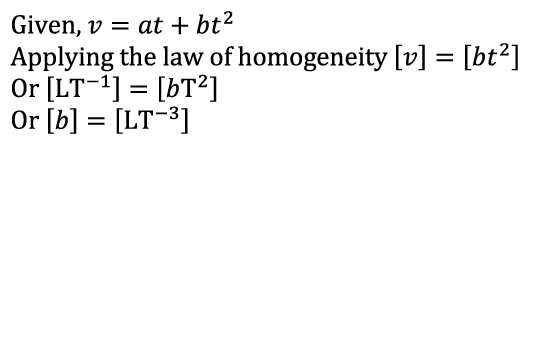 Given, 𝑣 = 𝑎𝑡 + 𝑏𝑡²
Applying the law of homogeneity [𝑣] = [𝑏𝑡²]
Or [LT⁻¹] = [𝑏T²]
Or [𝑏] = [LT⁻³]